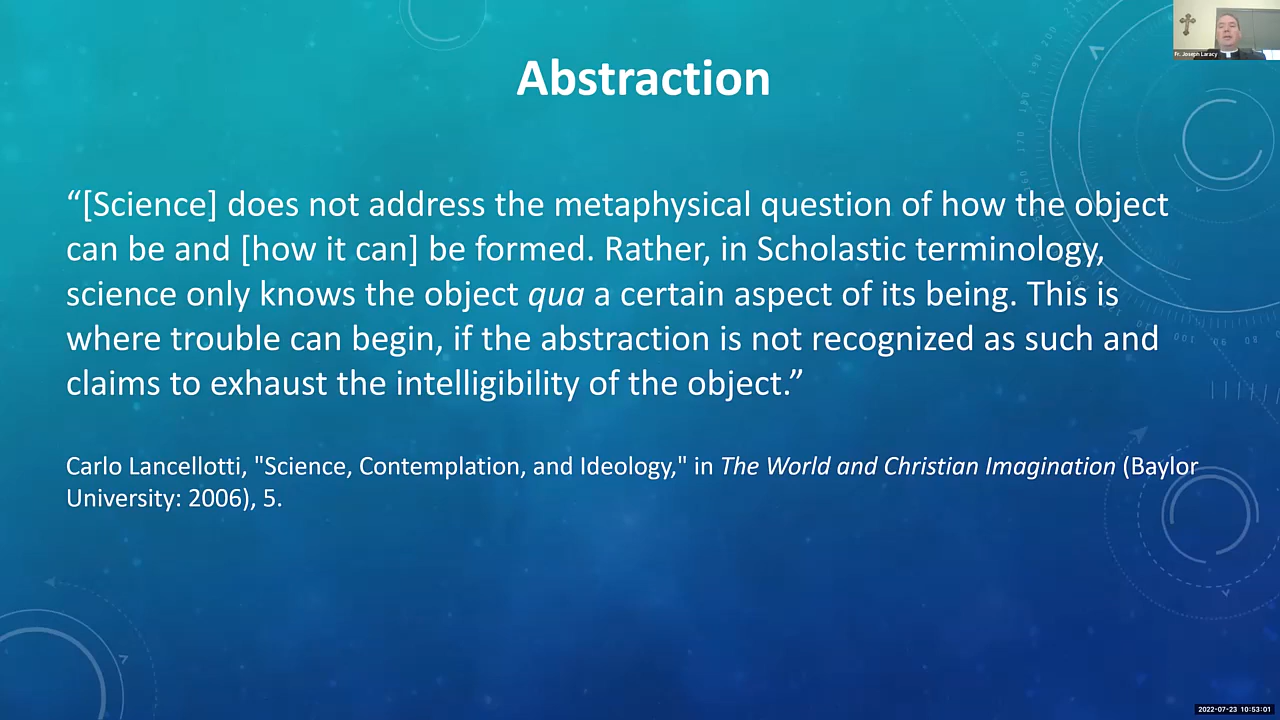 Fr. Joseph Laracy
Abstraction
“[Science] does not address the metaphysical question of how the object
can be and [how it can] be formed. Rather, in Scholastic terminology,
science only knows the object qua a certain aspect of its being. This is
where trouble can begin, if the abstraction is not recognized as such and
claims to exhaust the intelligibility of the object.”
Carlo Lancellotti, "Science, Contemplation, and Ideology," in The World and Christian Imagination (Baylor
University: 2006), 5.
2022-07-23 10:53:01